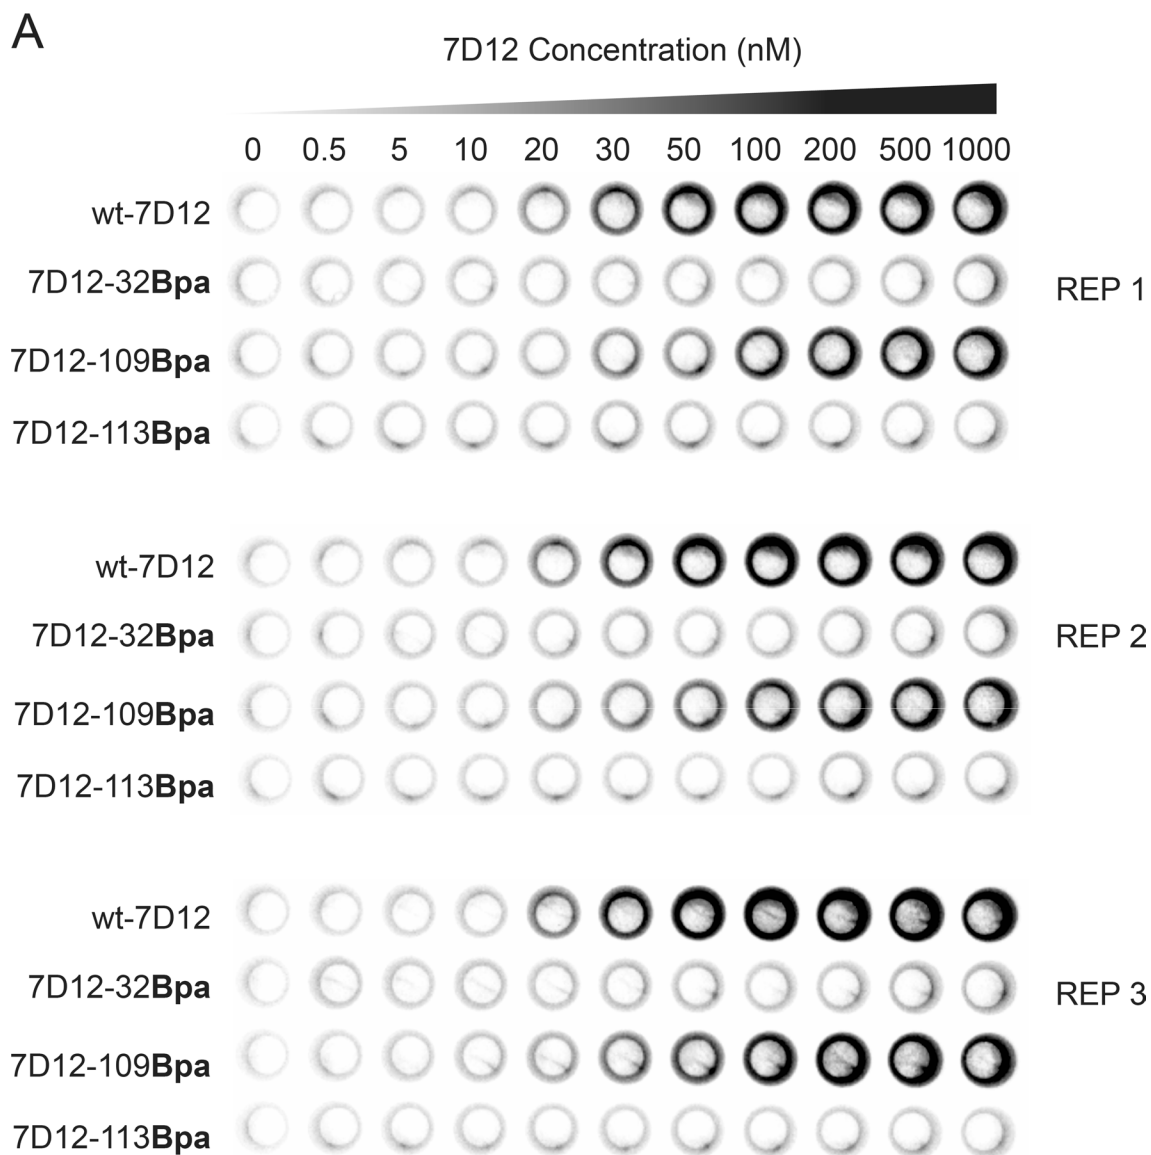 A
7D12 Concentration (nM)
0 0.5 5 10 20 30 50 100 200 500 1000
wt-7D12
7D12-32Bpa
REP 1
7D12-109Bpa
7D12-113Bpa
wt-7D12
7D12-32Bpa
REP 2
7D12-109Bpa
7D12-113Bpa
wt-7D12
7D12-32Bpa
REP 3
7D12-109Bpa
7D12-113Bpa